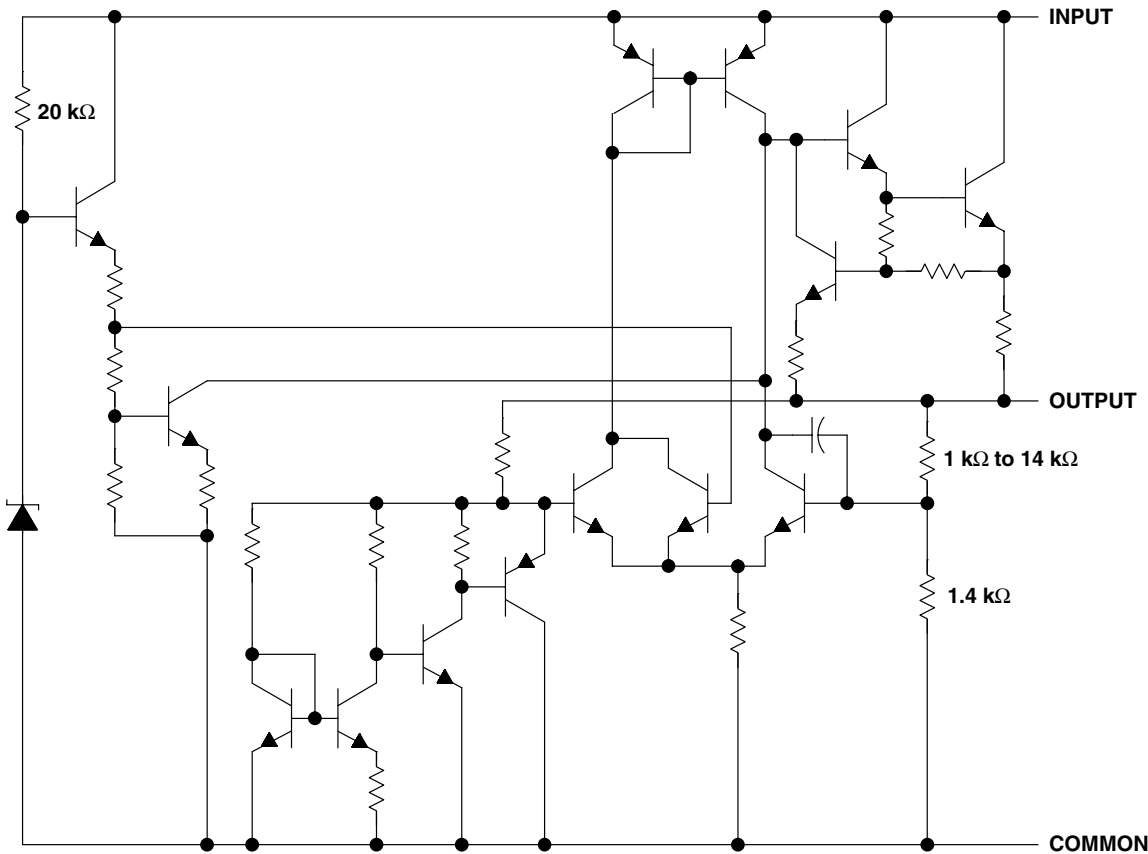 INPUT
20 kΩ
OUTPUT
1 kΩ to 14 kΩ
1.4 kΩ
COMMON